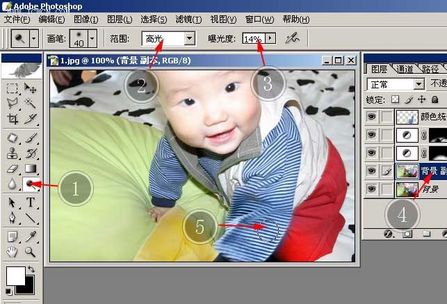 Adobe Photoshop
文件(F) 编辑(E) 图像(I) 图层(L) 选择(S) 滤镜(T) 视图(V) 窗口(W) 帮助(H)
画笔: 40 范围: 高光 曝光度: 14%
1.jpg @ 100% (背景 副本, RGB/8)
图层 通道 路径
正常 不透
锁定:
颜色统
背景 副
背景
1
2
3
4
5
T